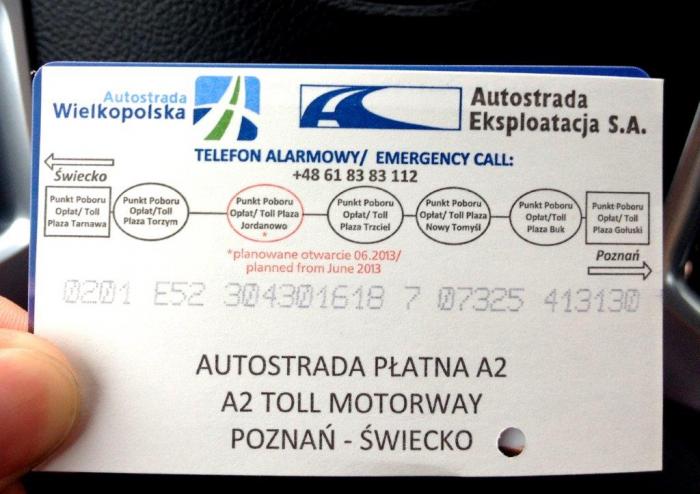 Autostrada
Wielkopolska
Autostrada
Eksploatacja S.A.
TELEFON ALARMOWY/ EMERGENCY CALL:
+48 61 83 83 112
Świecko
Punkt Poboru
Opłat/ Toll
Plaza Tarnawa
Punkt Poboru
Opłat/Toll
Plaza Torzym
Punkt Poboru
Opłat/ Toll Plaza
Jordanowo
*
Punkt Poboru
Opłat/ Toll
Plaza Trzciel
Punkt Poboru
Opłat/ Toll Plaza
Nowy Tomyśl
Punkt Poboru
Opłat/Toll
Plaza Buk
Punkt Poboru
Opłat/ Toll
Plaza Gołuski
*planowane otwarcie 06.2013/
planned from June 2013
Poznań
0201 E52 304301618 7 07325 413130
AUTOSTRADA PŁATNA A2
A2 TOLL MOTORWAY
POZNAŃ - ŚWIECKO